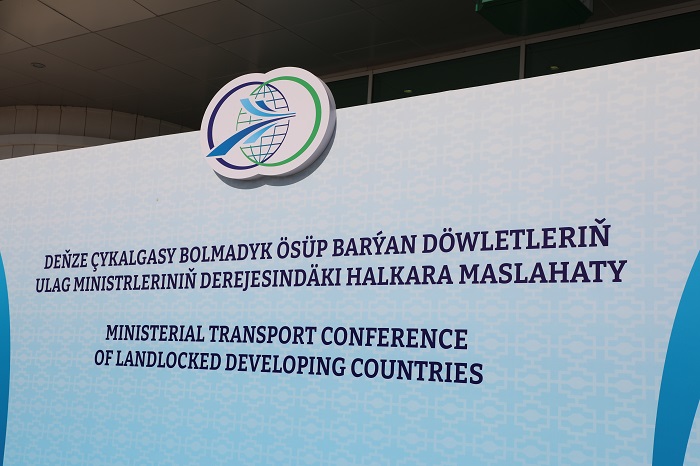 DEŇZE ÇYKALGASY BOLMADYK ÖSÜP BARÝAN DÖWLETLERIŇ
ULAG MINISTRLERINIŇ DEREJESINDÄKI HALKARA MASLAHATY
MINISTERIAL TRANSPORT CONFERENCE
OF LANDLOCKED DEVELOPING COUNTRIES